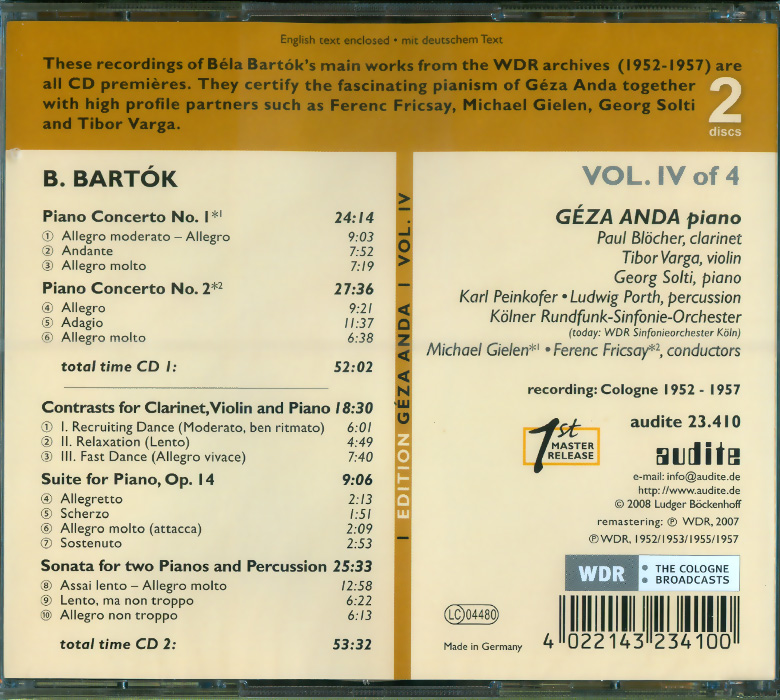 English text enclosed • mit deutschem Text
These recordings of Béla Bartók's main works from the WDR archives (1952-1957) are
all CD premières. They certify the fascinating pianism of Géza Anda together
with high profile partners such as Ferenc Fricsay, Michael Gielen, Georg Solti
and Tibor Varga.
2
discs
B. BARTÓK
Piano Concerto No. 1*¹ 24:14
① Allegro moderato – Allegro 9:03
② Andante 7:52
③ Allegro molto 7:19
Piano Concerto No. 2*² 27:36
④ Allegro 9:21
⑤ Adagio 11:37
⑥ Allegro molto 6:38
total time CD 1: 52:02
Contrasts for Clarinet, Violin and Piano 18:30
① I. Recruiting Dance (Moderato, ben ritmato) 6:01
② II. Relaxation (Lento) 4:49
③ III. Fast Dance (Allegro vivace) 7:40
Suite for Piano, Op. 14 9:06
④ Allegretto 2:13
⑤ Scherzo 1:51
⑥ Allegro molto (attacca) 2:09
⑦ Sostenuto 2:53
Sonata for two Pianos and Percussion 25:33
⑧ Assai lento – Allegro molto 12:58
⑨ Lento, ma non troppo 6:22
⑩ Allegro non troppo 6:13
total time CD 2: 53:32
I EDITION GÉZA ANDA I VOL. IV
VOL. IV of 4
GÉZA ANDA piano
Paul Blöcher, clarinet
Tibor Varga, violin
Georg Solti, piano
Karl Peinkofer • Ludwig Porth, percussion
Kölner Rundfunk-Sinfonie-Orchester
(today: WDR Sinfonieorchester Köln)
Michael Gielen*¹ • Ferenc Fricsay*², conductors
recording: Cologne 1952 - 1957
1st
MASTER
RELEASE
audite 23.410
audite
e-mail: info@audite.de
http://www.audite.de
© 2008 Ludger Böckenhoff
remastering: ℗ WDR, 2007
℗ WDR, 1952/1953/1955/1957
WDR
THE COLOGNE
BROADCASTS
LC 04480
Made in Germany
4 022143 234100